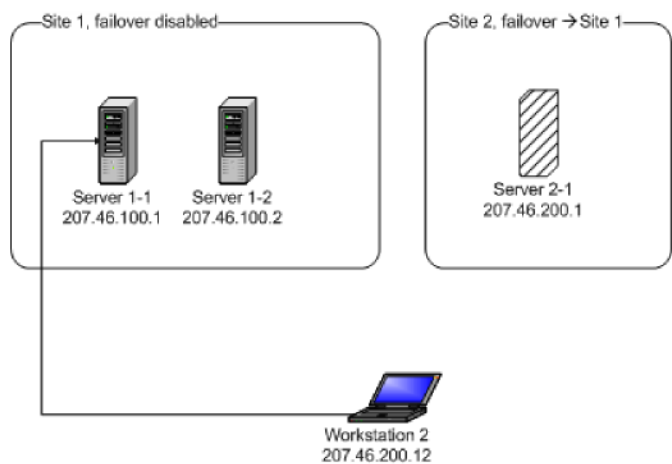 Site 1, failover disabled
Site 2, failover → Site 1
Server 1-1
207.46.100.1
Server 1-2
207.46.100.2
Server 2-1
207.46.200.1
Workstation 2
207.46.200.12